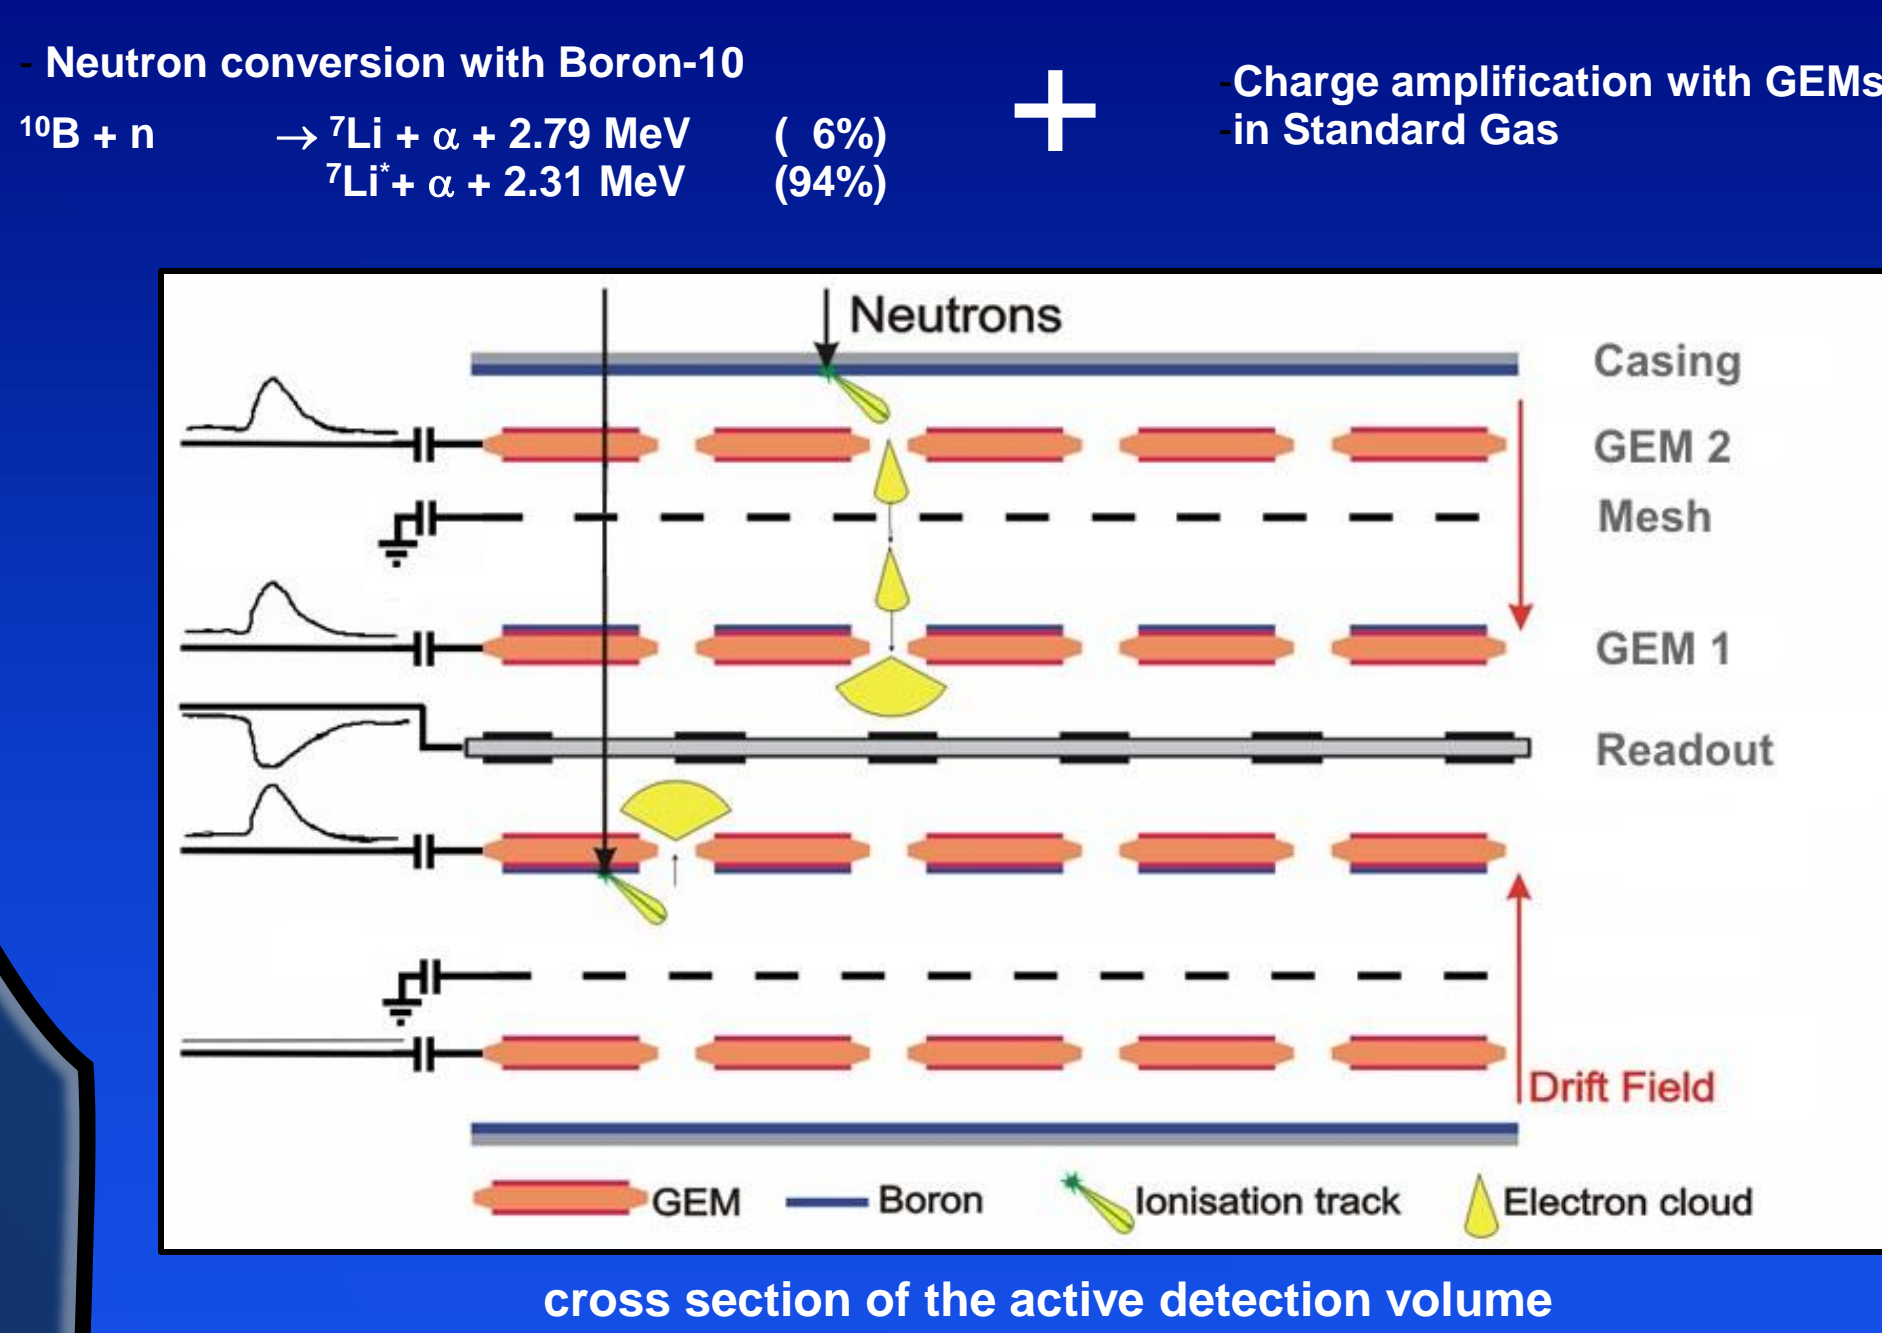 - Neutron conversion with Boron-10
¹⁰B + n → ⁷Li + α + 2.79 MeV ( 6%)
⁷Li*+ α + 2.31 MeV (94%)
+
-Charge amplification with GEMs
-in Standard Gas
Neutrons
Casing
GEM 2
Mesh
GEM 1
Readout
Drift Field
GEM
Boron
Ionisation track
Electron cloud
cross section of the active detection volume